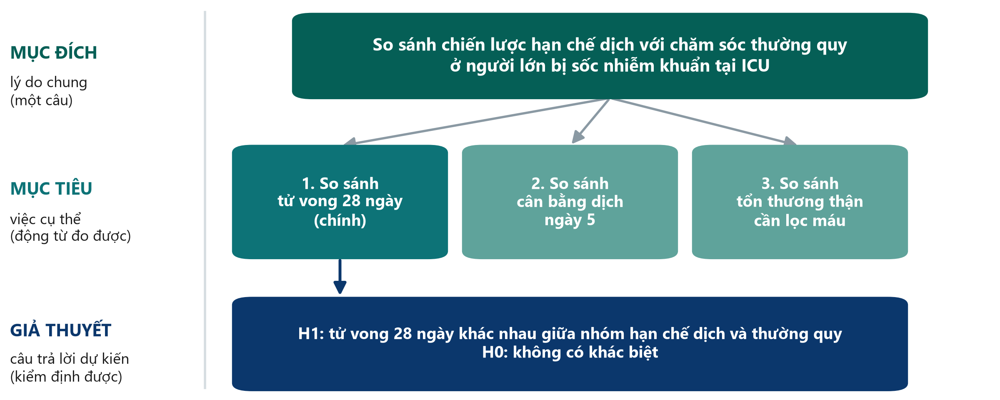 MỤC ĐÍCH
lý do chung
(một câu)
So sánh chiến lược hạn chế dịch với chăm sóc thường quy
ở người lớn bị sốc nhiễm khuẩn tại ICU
MỤC TIÊU
việc cụ thể
(động từ đo được)
1. So sánh
tử vong 28 ngày
(chính)
2. So sánh
cân bằng dịch
ngày 5
3. So sánh
tổn thương thận
cần lọc máu
GIẢ THUYẾT
câu trả lời dự kiến
(kiểm định được)
H1: tử vong 28 ngày khác nhau giữa nhóm hạn chế dịch và thường quy
H0: không có khác biệt